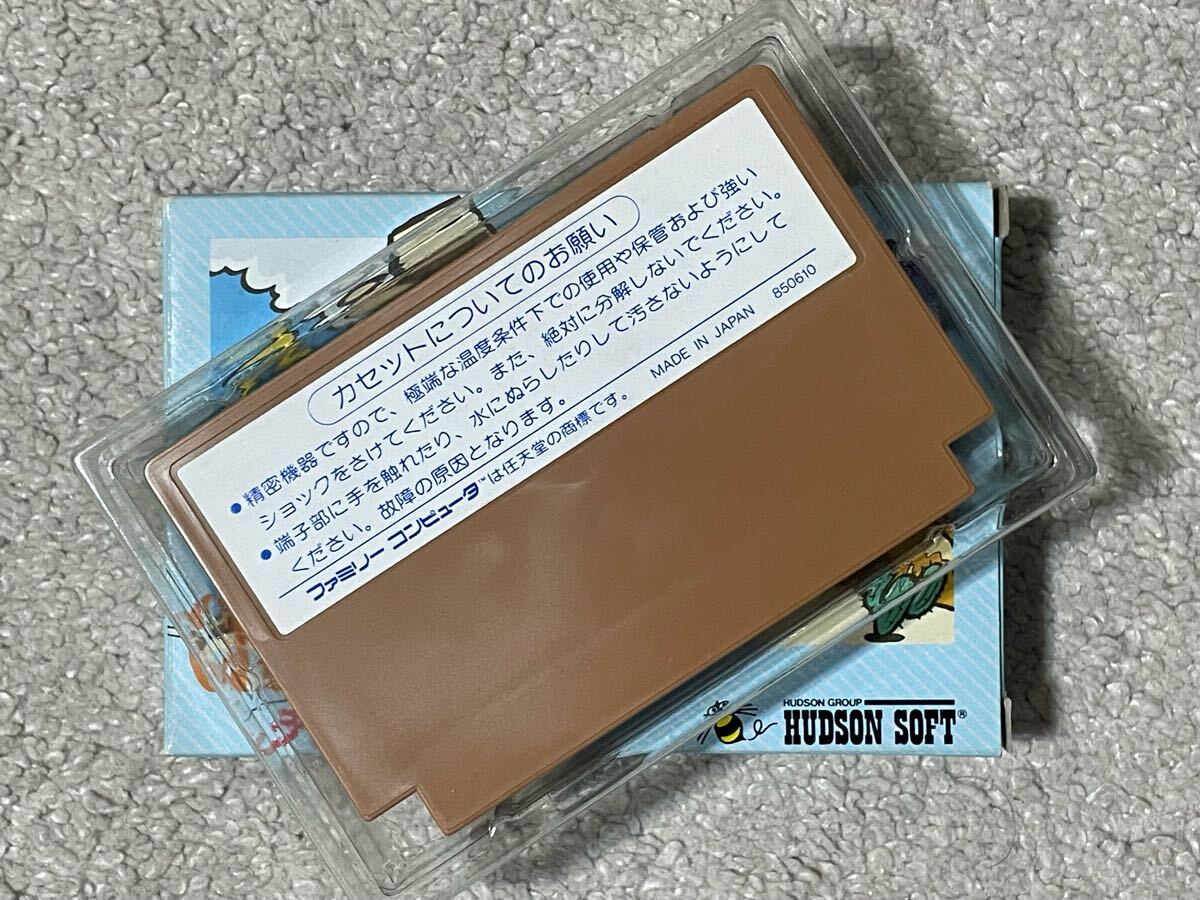 カセットについてのお願い
●精密機器ですので、極端な温度条件下での使用や保管および強い
ショックをさけてください。また、絶対に分解しないでください。
●端子部に手を触れたり、水にぬらしたりして汚さないようにして
ください。故障の原因となります。
ファミリーコンピュータ™は任天堂の商標です。
MADE IN JAPAN 850610
HUDSON GROUP
HUDSON SOFT®